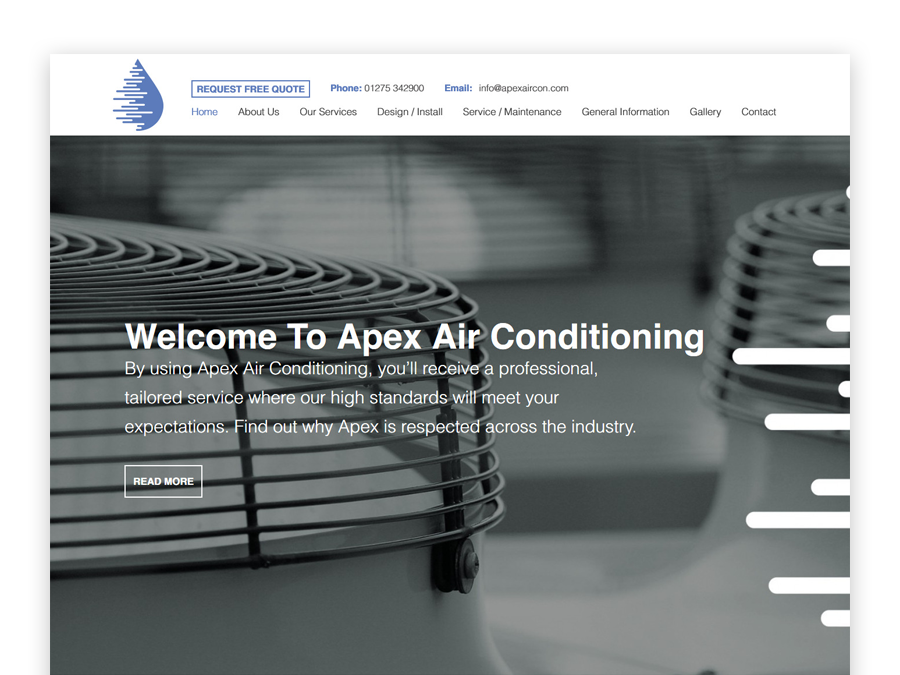 REQUEST FREE QUOTE Phone: 01275 342900 Email: info@apexaircon.com
Home About Us Our Services Design / Install Service / Maintenance General Information Gallery Contact
Welcome To Apex Air Conditioning
By using Apex Air Conditioning, you'll receive a professional,
tailored service where our high standards will meet your
expectations. Find out why Apex is respected across the industry.
READ MORE